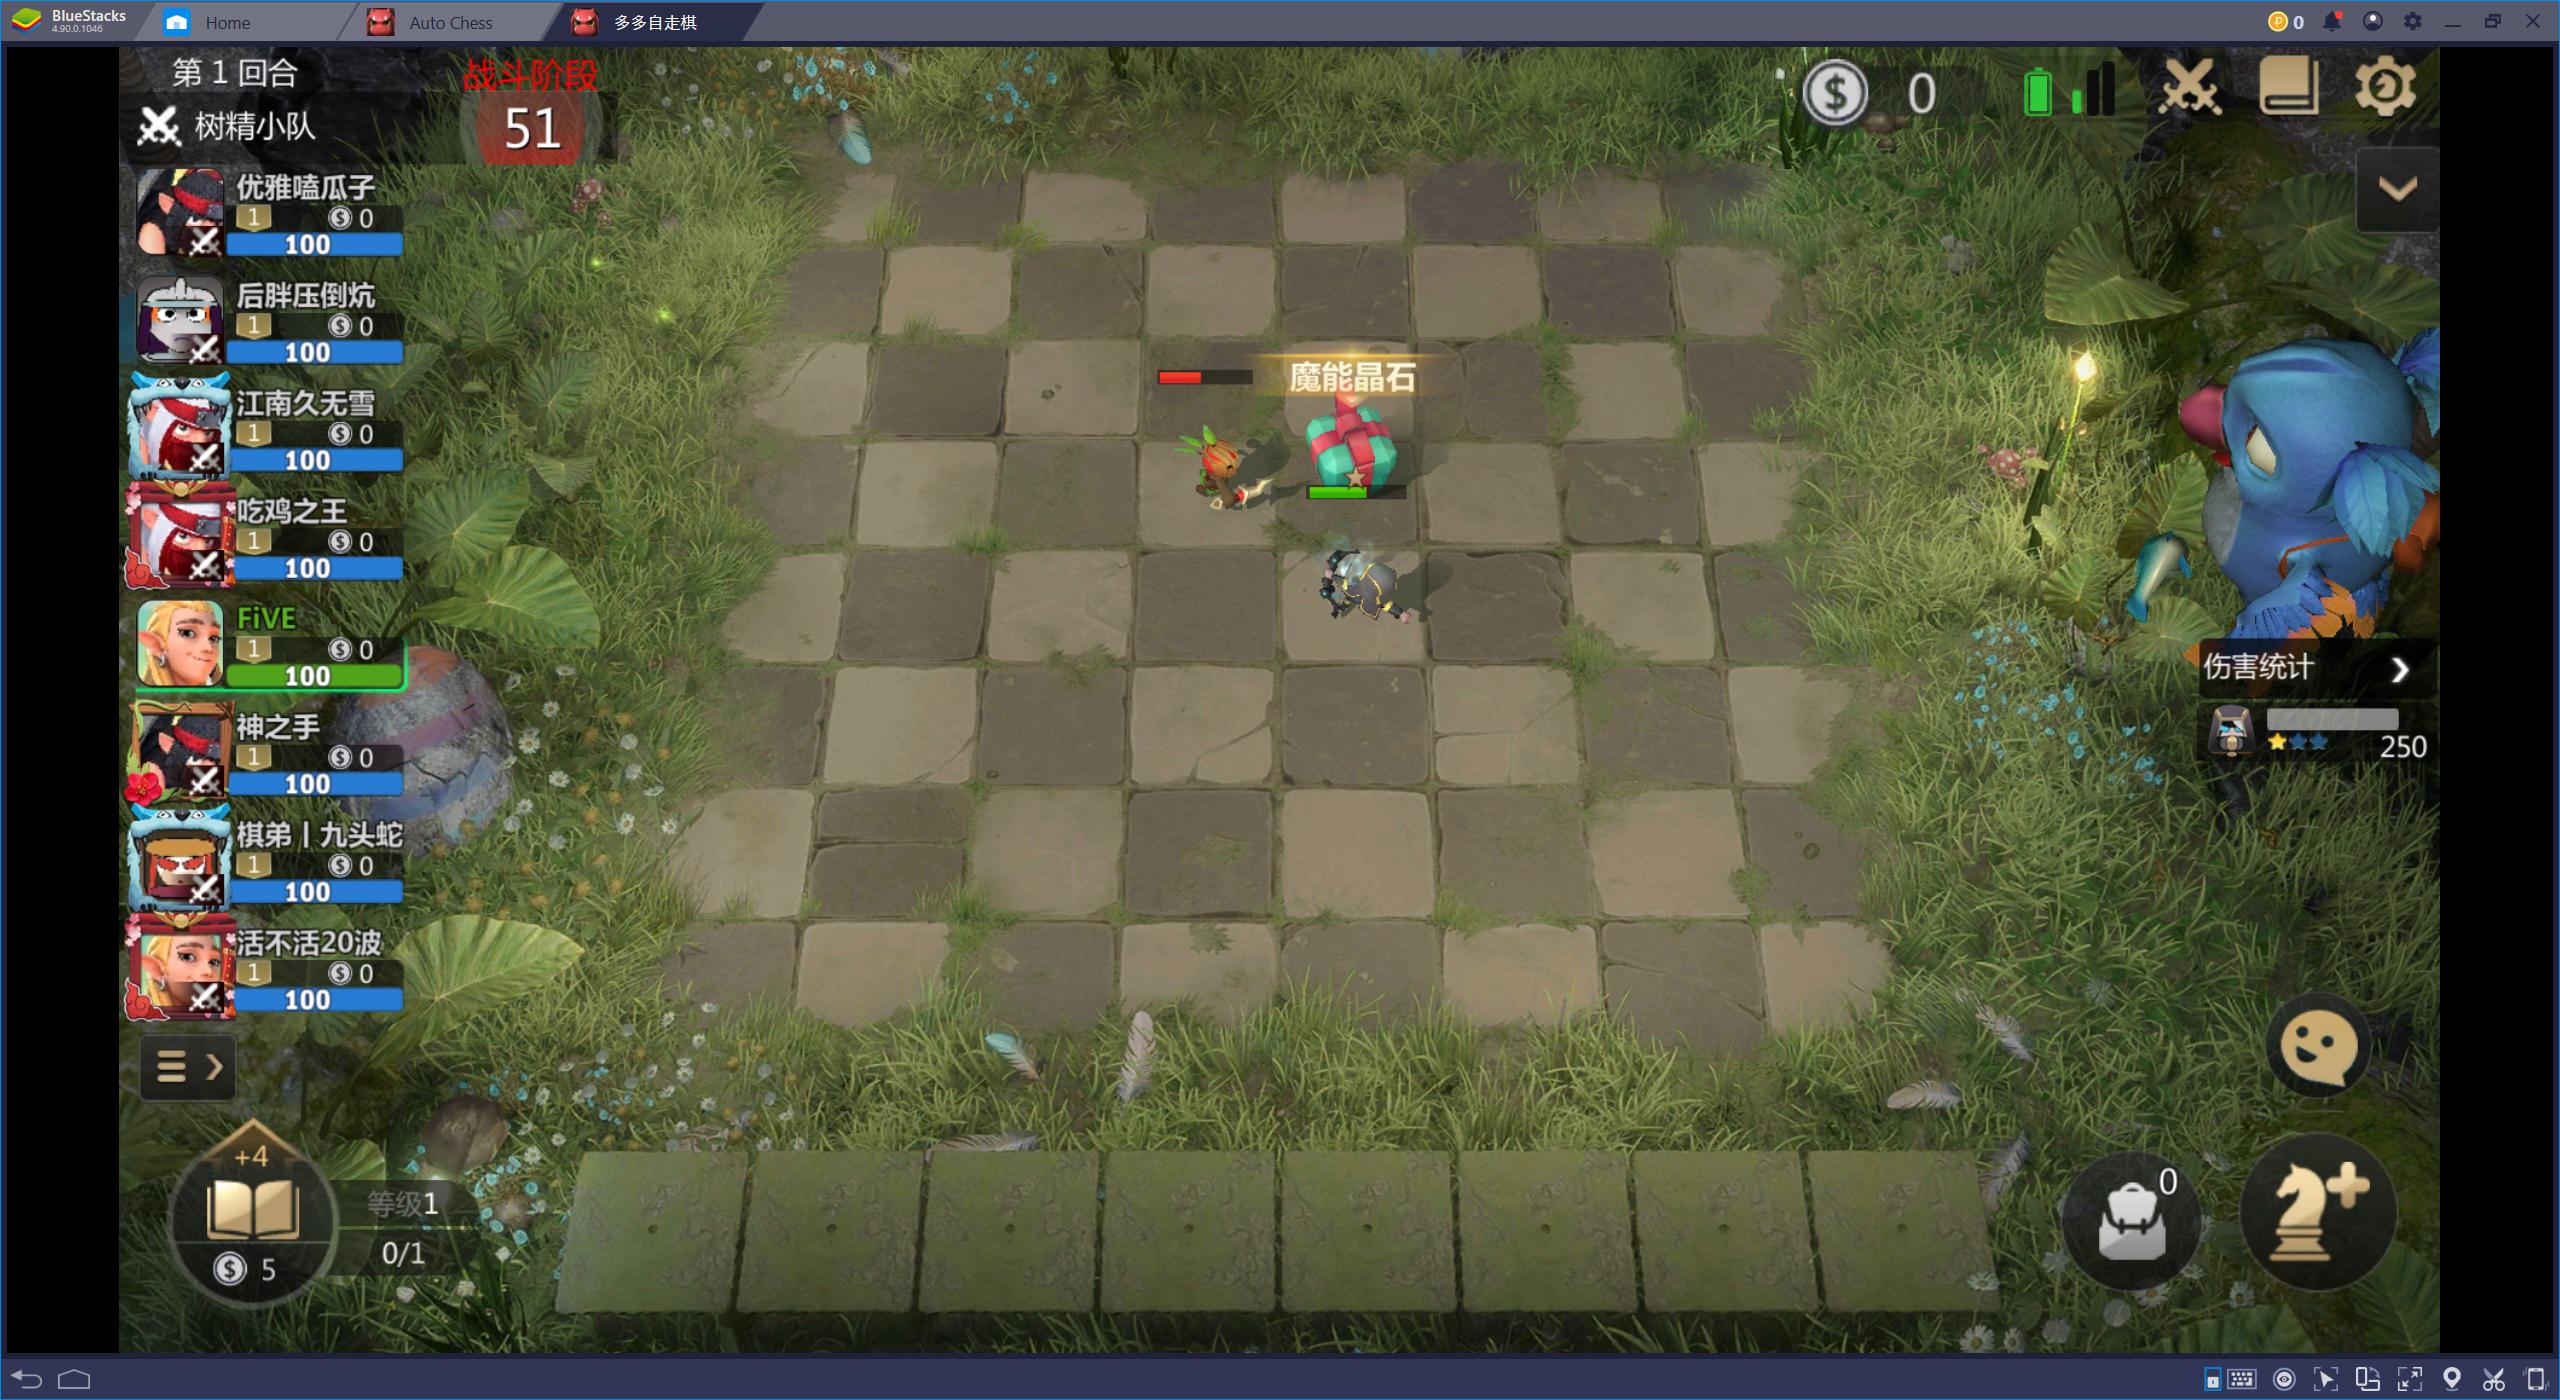 BlueStacks
4.90.0.1046
Home
Auto Chess
多多自走棋
0
第 1 回合
战斗阶段
树精小队
51
$ 0
优雅嗑瓜子
1
$ 0
100
后胖压倒炕
1
$ 0
100
江南久无雪
1
$ 0
100
吃鸡之王
1
$ 0
100
FiVE
1
$ 0
100
神之手
1
$ 0
100
棋弟丨九头蛇
1
$ 0
100
活不活20波
1
$ 0
100
魔能晶石
伤害统计
250
+4
$ 5
等级1
0/1
0